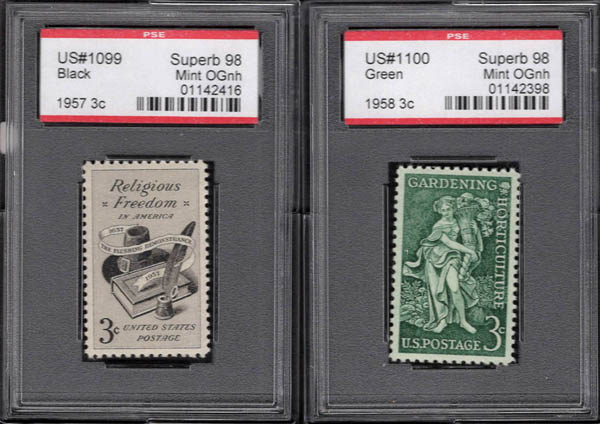 PSE
US#1099 Superb 98
Black Mint OGnh
01142416
1957 3c
Religious
Freedom
IN AMERICA
1657
THE FLUSHING REMONSTRANCE
1957
3c UNITED STATES
POSTAGE
PSE
US#1100 Superb 98
Green Mint OGnh
01142398
1958 3c
GARDENING
HORTICULTURE
3c
U.S.POSTAGE